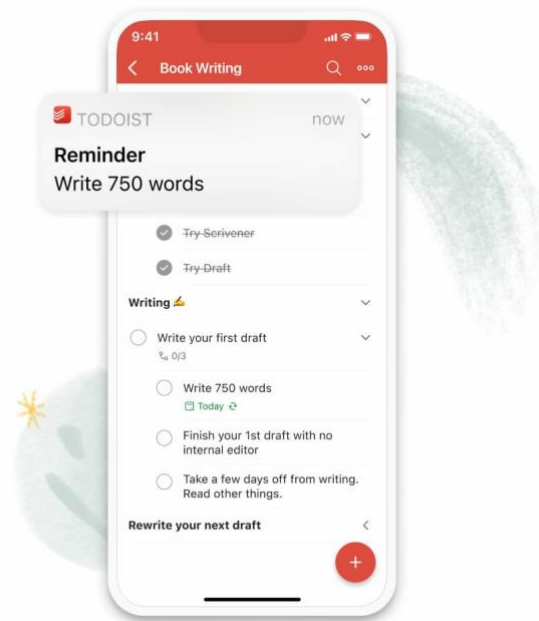 9:41
Book Writing
TODOIST now
Reminder
Write 750 words
Try Scrivener
Try Draft
Writing ✍️
Write your first draft
0/3
Write 750 words
Today
Finish your 1st draft with no
internal editor
Take a few days off from writing.
Read other things.
Rewrite your next draft